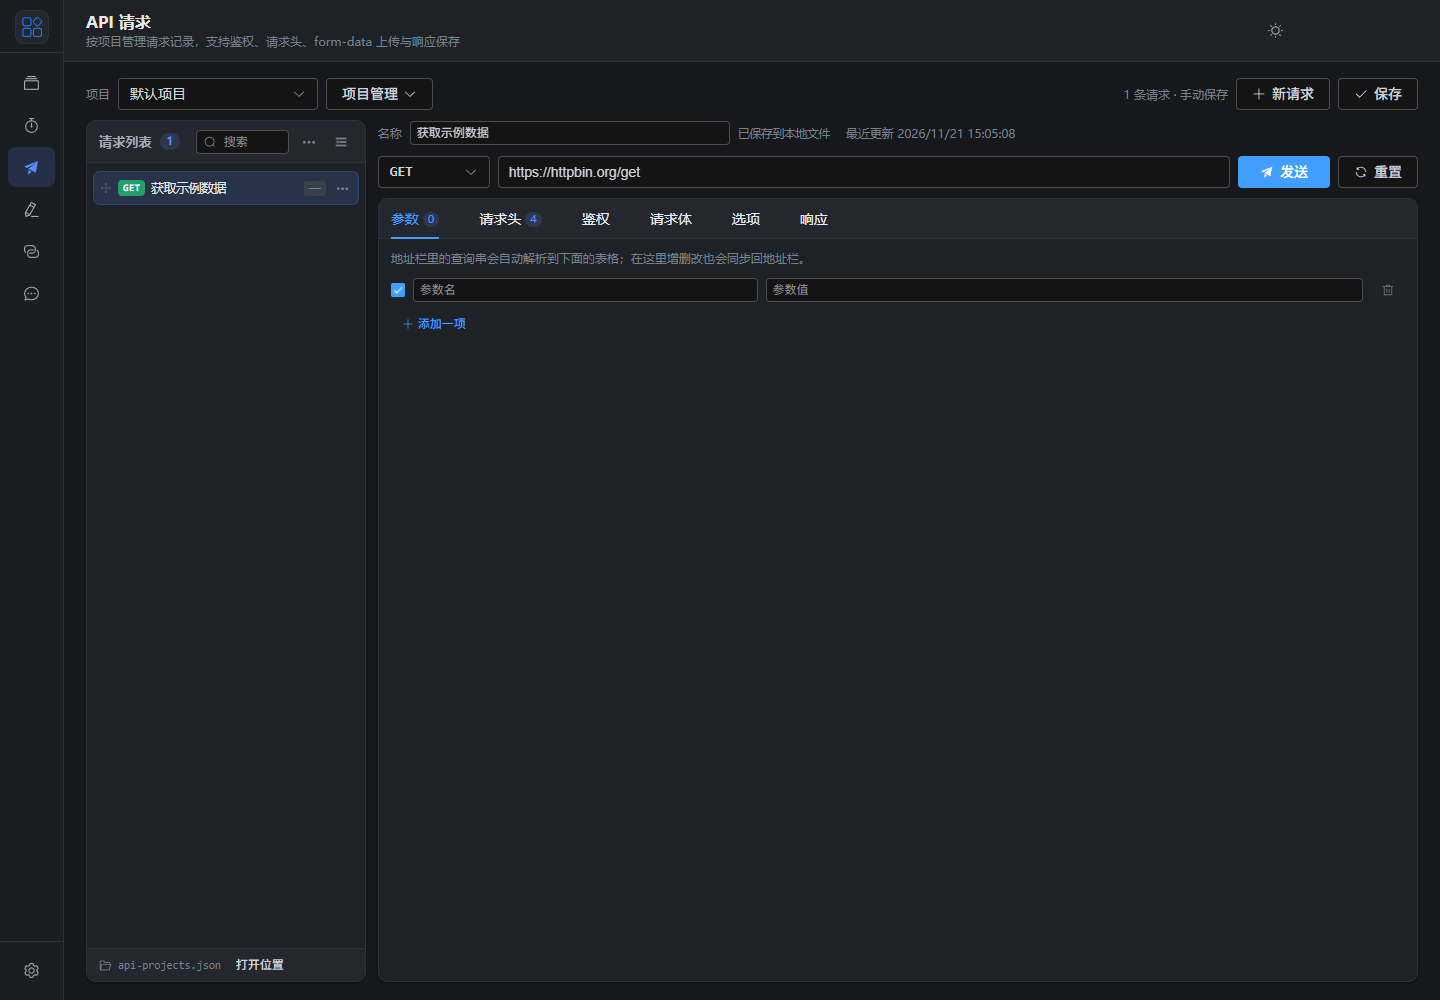 API 请求
按项目管理请求记录，支持鉴权、请求头、form-data 上传与响应保存
项目 默认项目 项目管理 1 条请求 · 手动保存 新请求 保存
请求列表 1 搜索
名称 获取示例数据 已保存到本地文件 最近更新 2026/11/21 15:05:08
GET https://httpbin.org/get 发送 重置
GET 获取示例数据 —
参数 0 请求头 4 鉴权 请求体 选项 响应
地址栏里的查询串会自动解析到下面的表格；在这里增删改也会同步回地址栏。
参数名 参数值
添加一项
api-projects.json 打开位置